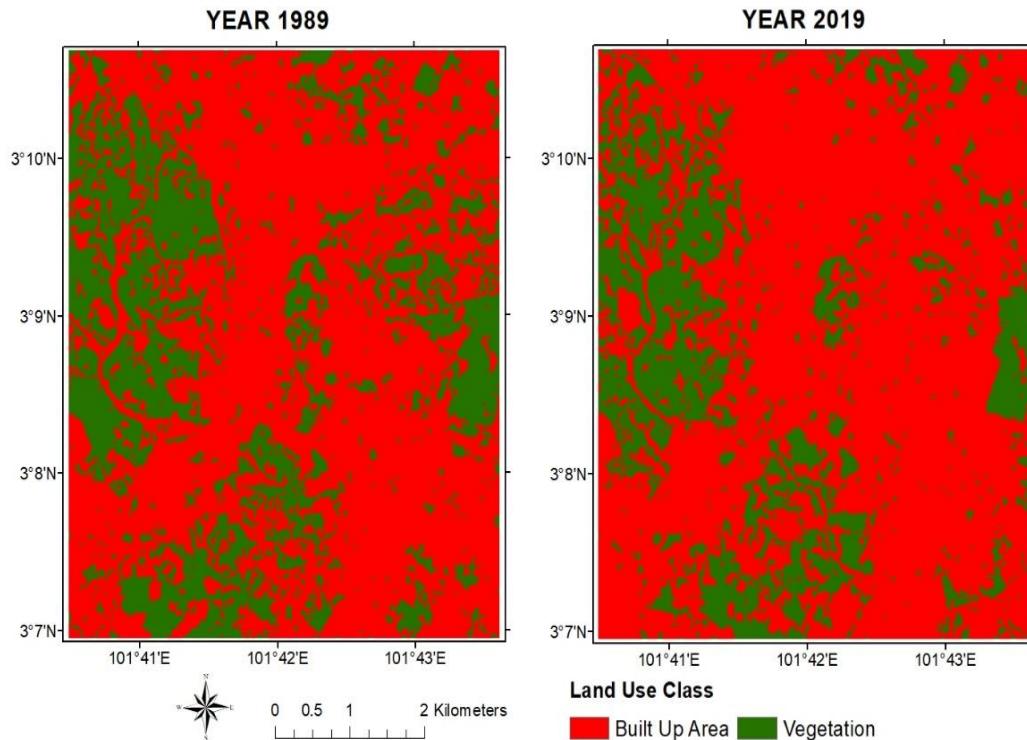 YEAR 1989
YEAR 2019
3°10'N
3°9'N
3°8'N
3°7'N
101°41'E 101°42'E 101°43'E
3°10'N
3°9'N
3°8'N
3°7'N
101°41'E 101°42'E 101°43'E
N
W E
S
0 0.5 1 2 Kilometers
Land Use Class
Built Up Area Vegetation